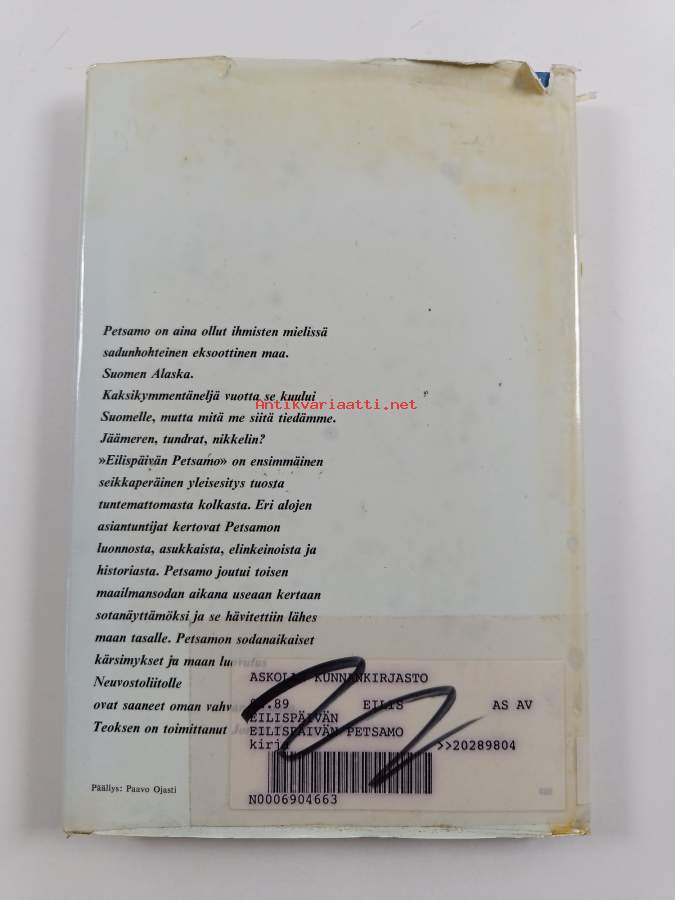 Petsamo on aina ollut ihmisten mielissä
sadunhohteinen eksoottinen maa.
Suomen Alaska.
Kaksikymmentäneljä vuotta se kuului
Antikvariaatti.net
Suomelle, mutta mitä me siitä tiedämme.
Jäämeren, tundrat, nikkelin?
»Eilispäivän Petsamo» on ensimmäinen
seikkaperäinen yleisesitys tuosta
tuntemattomasta kolkasta. Eri alojen
asiantuntijat kertovat Petsamon
luonnosta, asukkaista, elinkeinoista ja
historiasta. Petsamo joutui toisen
maailmansodan aikana useaan kertaan
sotanäyttämöksi ja se hävitettiin lähes
maan tasalle. Petsamon sodanaikaiset
kärsimykset ja maan
Neuvostoliitolle
ovat saaneet oman
Teoksen on toimittanut
KUNNANKIRJASTO
.89 EILIS AS AV
EILISPÄIVÄN
EILISPÄIVÄN PETSAMO
kirja >>20289804
N0006904663
Päällys: Paavo Ojasti